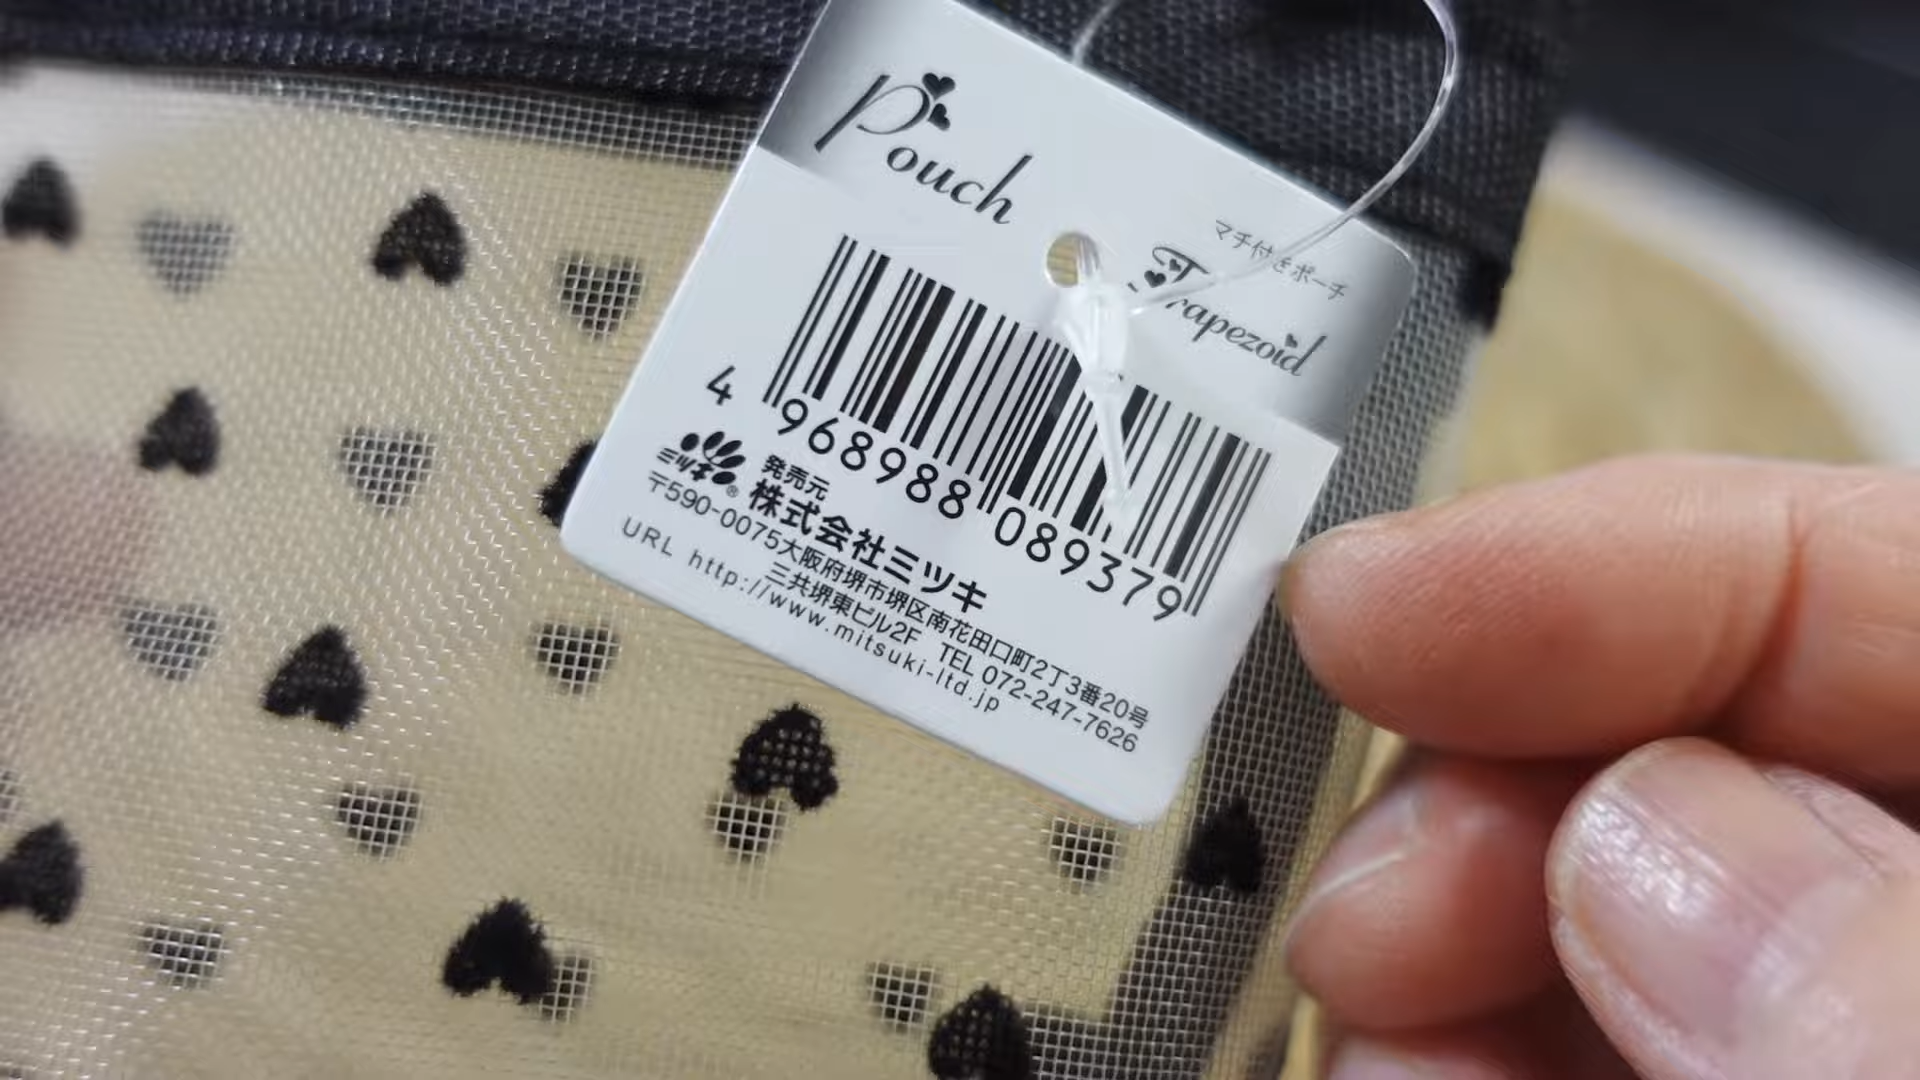 Pouch
マチ付きポーチ
Trapezoid
4 968988 089379
ミツキ®
発売元
株式会社ミツキ
〒590-0075大阪府堺市堺区南花田口町2丁3番20号
三共堺東ビル2F TEL 072-247-7626
URL http://www.mitsuki-ltd.jp